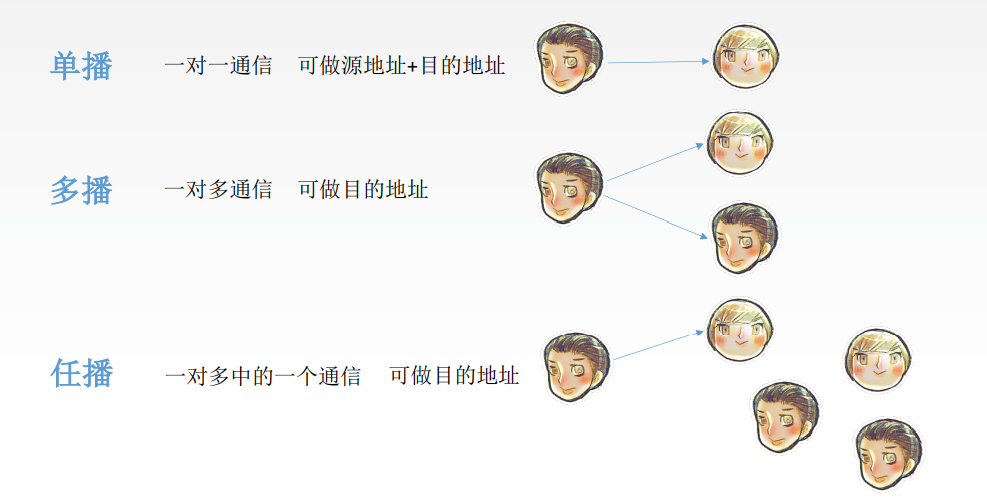 单播 一对一通信 可做源地址+目的地址
多播 一对多通信 可做目的地址
任播 一对多中的一个通信 可做目的地址